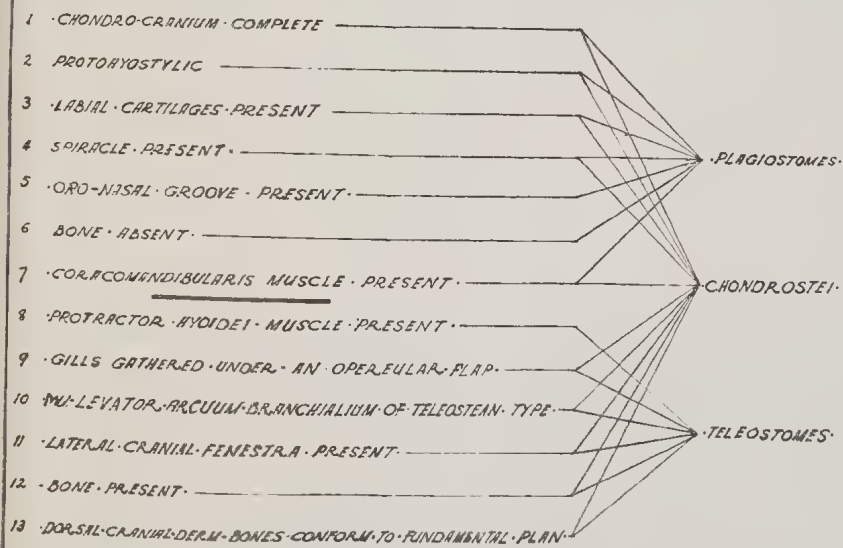 1 ·CHONDRO-CRANIUM·COMPLETE
2 PROTOHYOSTYLIC
3 ·LABIAL·CARTILAGES·PRESENT
4 SPIRACLE·PRESENT·
·PLAGIOSTOMES·
5 ·ORO-NASAL·GROOVE·PRESENT·
6 BONE·ABSENT·
7 ·CORACOMANDIBULARIS MUSCLE·PRESENT·
·CHONDROSTEI·
8 ·PROTRACTOR·HYOIDEI·MUSCLE·PRESENT·
9 ·GILLS GATHERED·UNDER·AN·OPEREULAR·FLAP·
10 MU·LEVATOR·ARCUUM·BRANCHIALIUM·OF·TELEOSTEAN·TYPE·
·TELEOSTOMES·
11 ·LATERAL·CRANIAL·FENESTRA·PRESENT·
12 ·BONE·PRESENT·
13 ·DORSAL·CRANIAL·DERM·BONES·CONFORM·TO·FUNDAMENTAL·PLAN·